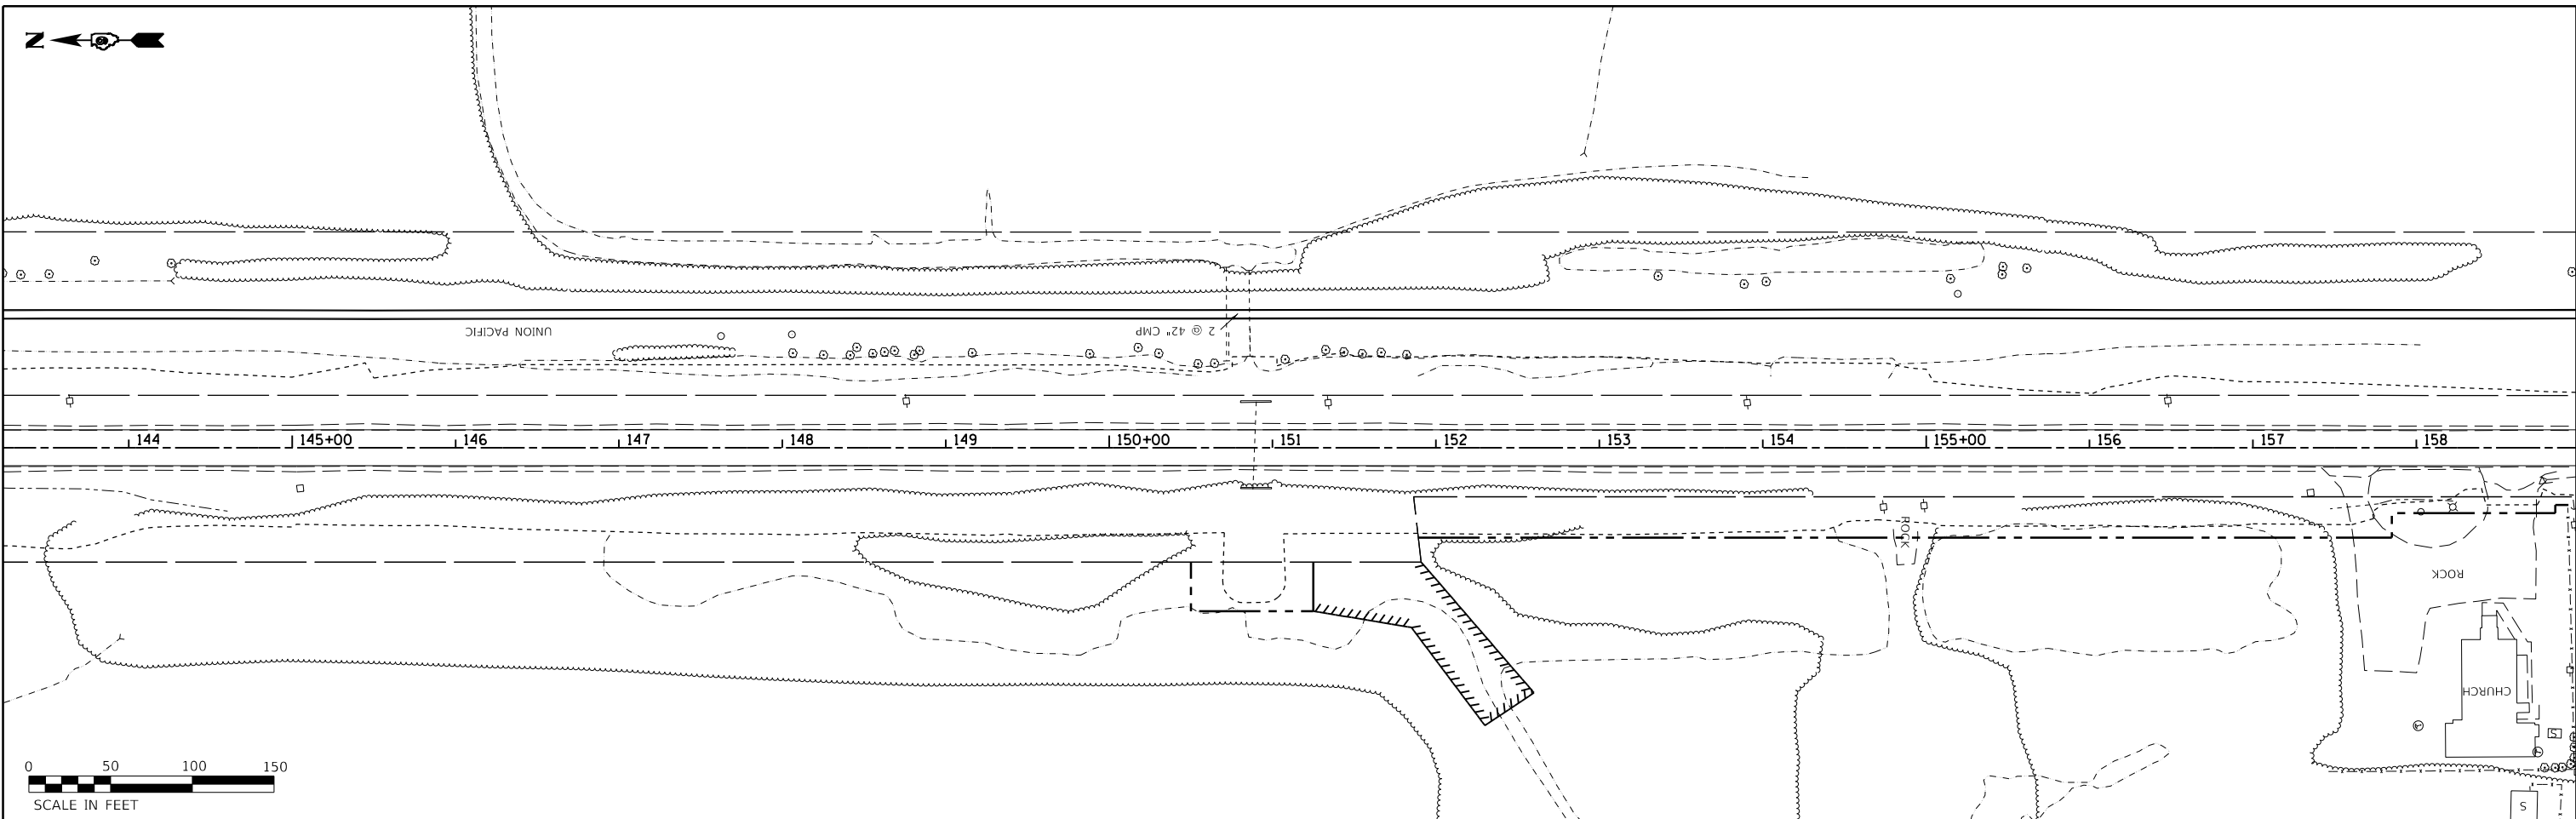 N
UNION PACIFIC
2 @ 42" CMP
144
145+00
146
147
148
149
150+00
151
152
153
154
155+00
156
157
158
ROCK
ROCK
CHURCH
S
S
0 50 100 150
SCALE IN FEET